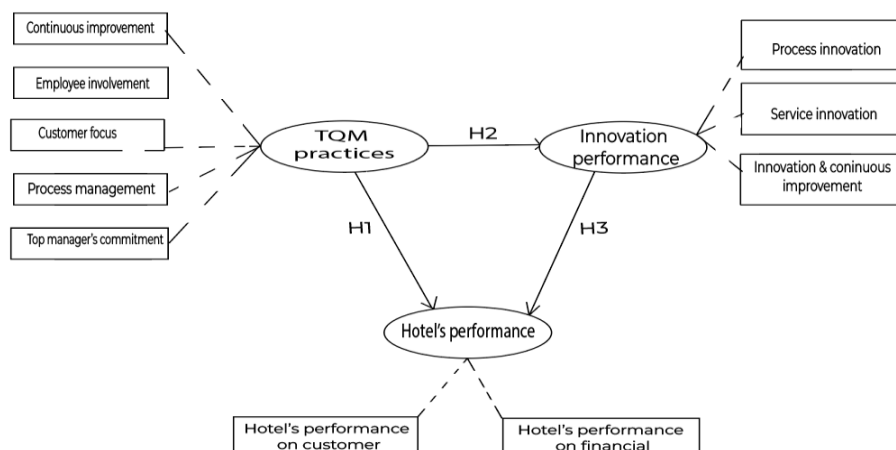 Continuous improvement
Employee involvement
Customer focus
Process management
Top manager's commitment
TQM
practices
H2
Innovation
performance
Process innovation
Service innovation
Innovation & coninuous
improvement
H1
H3
Hotel's performance
Hotel's performance
on customer
Hotel's performance
on financial